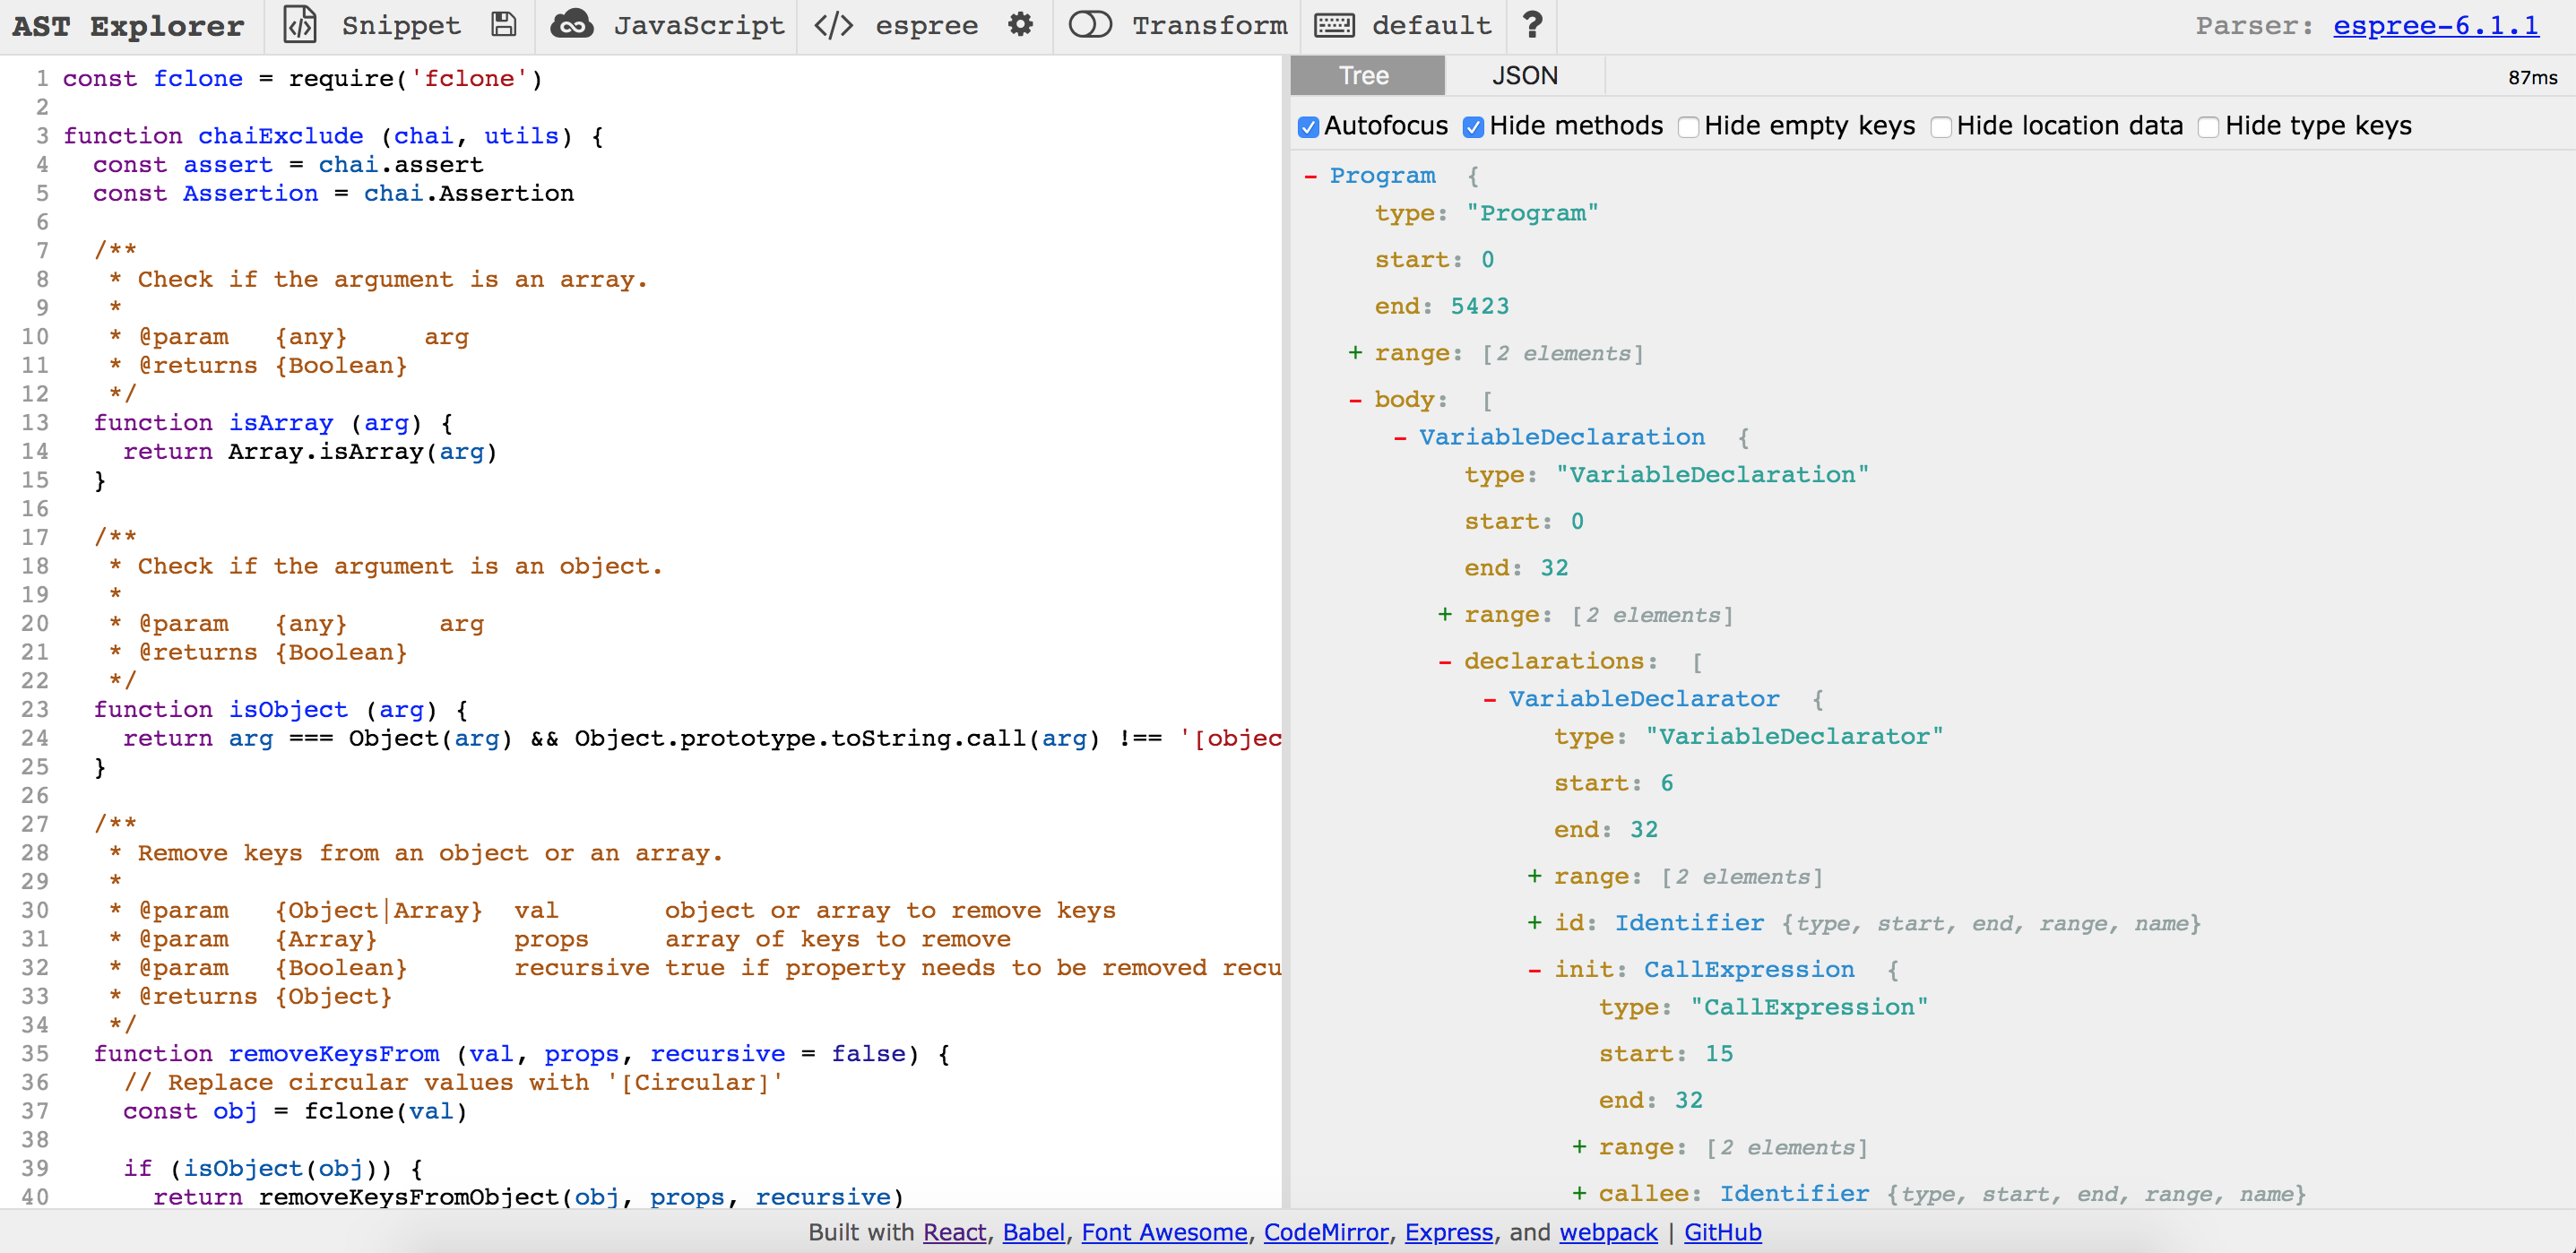 AST Explorer Snippet JavaScript </> espree Transform default ? Parser: espree-6.1.1
1 const fclone = require('fclone')
2
3 function chaiExclude (chai, utils) {
4   const assert = chai.assert
5   const Assertion = chai.Assertion
6
7   /**
8    * Check if the argument is an array.
9    *
10    * @param   {any}     arg
11    * @returns {Boolean}
12    */
13   function isArray (arg) {
14     return Array.isArray(arg)
15   }
16
17   /**
18    * Check if the argument is an object.
19    *
20    * @param   {any}      arg
21    * @returns {Boolean}
22    */
23   function isObject (arg) {
24     return arg === Object(arg) && Object.prototype.toString.call(arg) !== '[objec
25   }
26
27   /**
28    * Remove keys from an object or an array.
29    *
30    * @param   {Object|Array}  val       object or array to remove keys
31    * @param   {Array}         props     array of keys to remove
32    * @param   {Boolean}       recursive true if property needs to be removed recu
33    * @returns {Object}
34    */
35   function removeKeysFrom (val, props, recursive = false) {
36     // Replace circular values with '[Circular]'
37     const obj = fclone(val)
38
39     if (isObject(obj)) {
40       return removeKeysFromObject(obj, props, recursive)
Tree JSON 87ms
Autofocus Hide methods Hide empty keys Hide location data Hide type keys
- Program {
type: "Program"
start: 0
end: 5423
+ range: [2 elements]
- body: [
- VariableDeclaration {
type: "VariableDeclaration"
start: 0
end: 32
+ range: [2 elements]
- declarations: [
- VariableDeclarator {
type: "VariableDeclarator"
start: 6
end: 32
+ range: [2 elements]
+ id: Identifier {type, start, end, range, name}
- init: CallExpression {
type: "CallExpression"
start: 15
end: 32
+ range: [2 elements]
+ callee: Identifier {type, start, end, range, name}
Built with React, Babel, Font Awesome, CodeMirror, Express, and webpack | GitHub